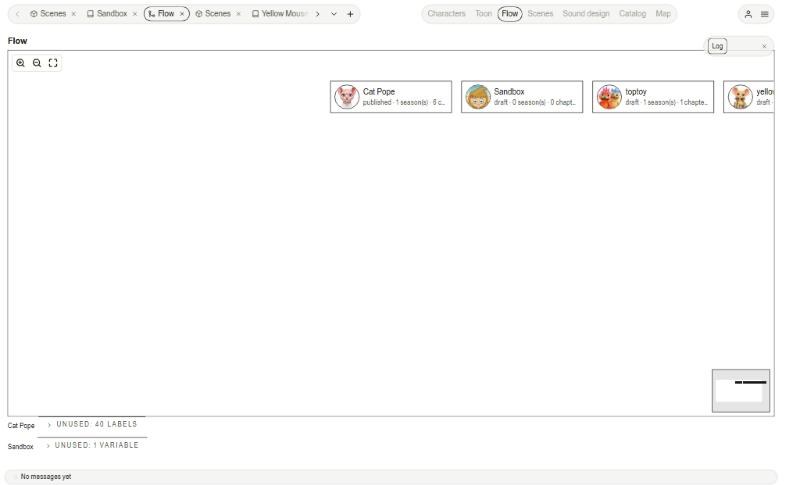 Scenes × Sandbox × Flow × Scenes × Yellow Mouse
Characters Toon Flow Scenes Sound design Catalog Map
Flow
Log ×
Cat Pope
published · 1 season(s) · 6 c...
Sandbox
draft · 0 season(s) · 0 chapt...
toptoy
draft · 1 season(s) · 1 chapte...
yello
draft ·
Cat Pope > UNUSED: 40 LABELS
Sandbox > UNUSED: 1 VARIABLE
No messages yet